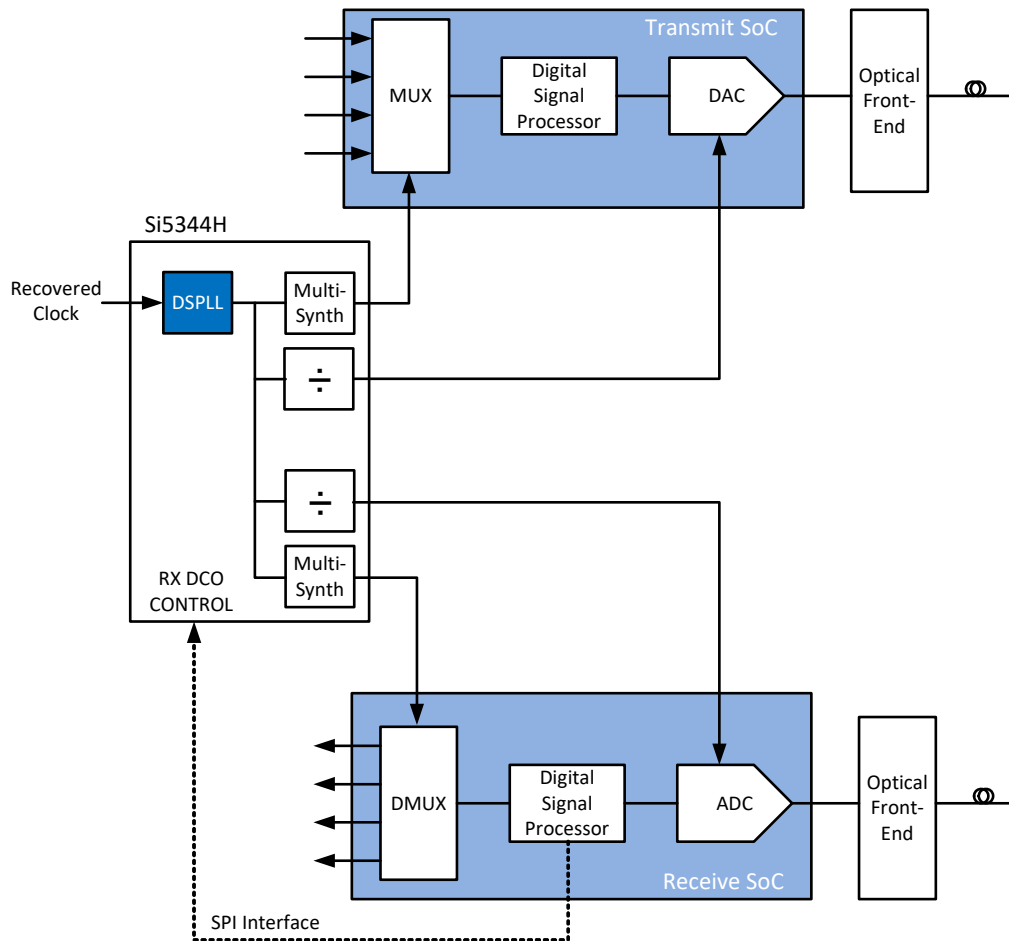 Transmit SoC
MUX
Digital
Signal
Processor
DAC
Optical
Front-
End
Si5344H
Recovered
Clock
DSPLL
Multi-
Synth
÷
÷
Multi-
Synth
RX DCO
CONTROL
DMUX
Digital
Signal
Processor
ADC
Optical
Front-
End
Receive SoC
SPI Interface